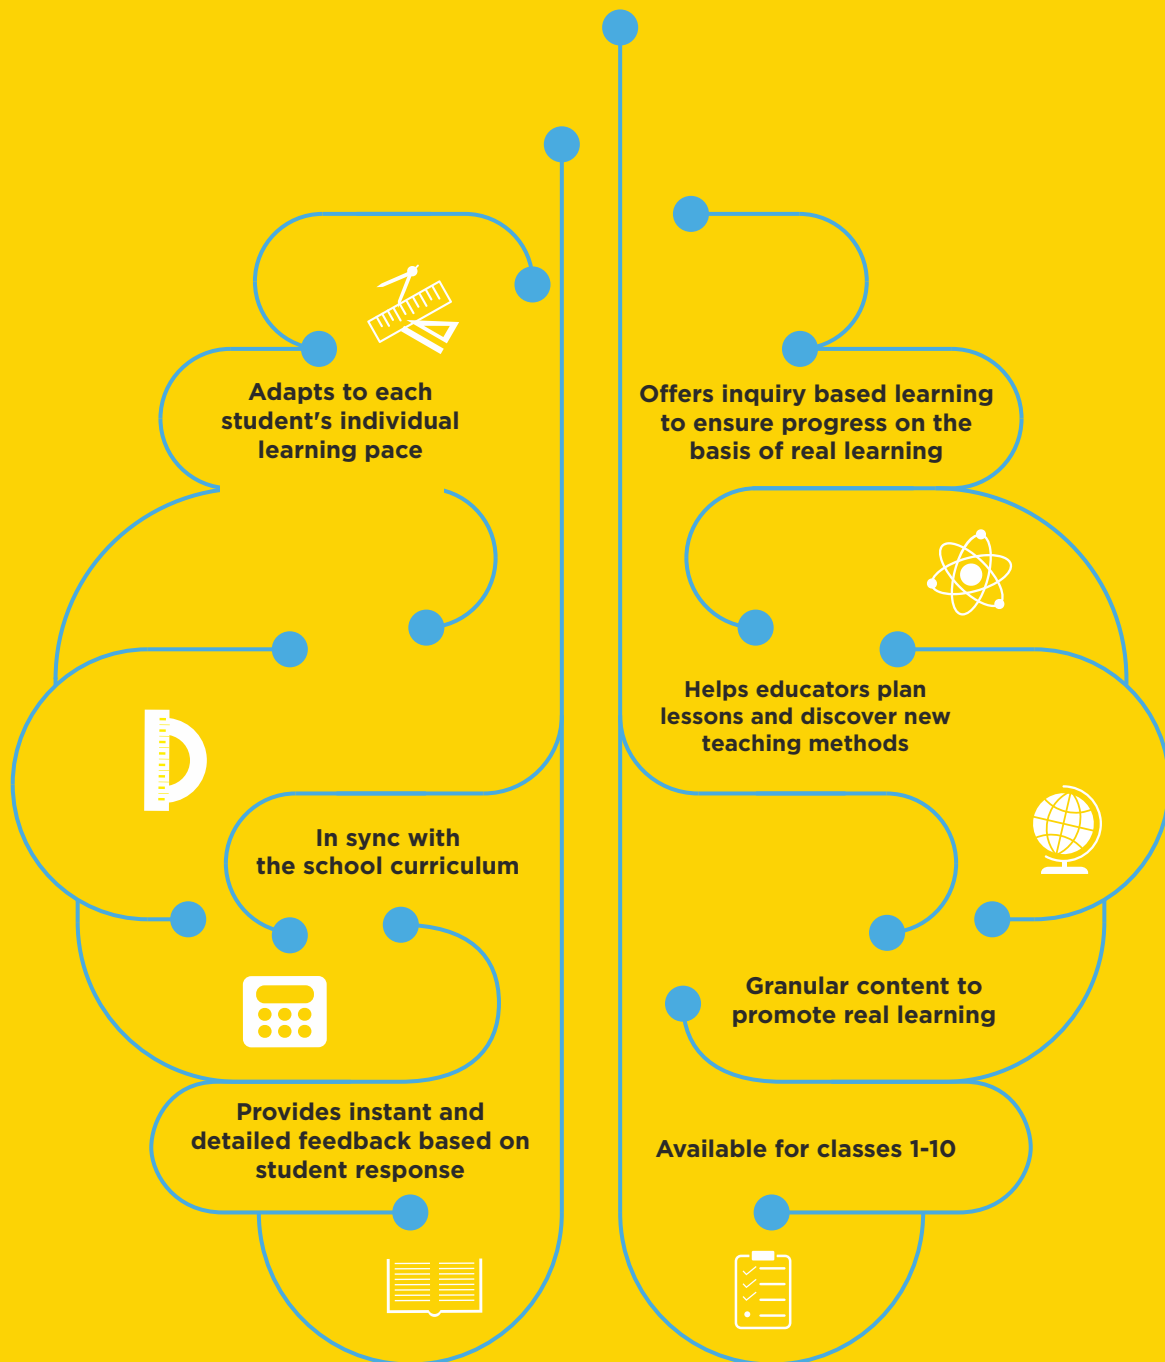 Adapts to each
student's individual
learning pace
Offers inquiry based learning
to ensure progress on the
basis of real learning
Helps educators plan
lessons and discover new
teaching methods
In sync with
the school curriculum
Granular content to
promote real learning
Provides instant and
detailed feedback based on
student response
Available for classes 1-10